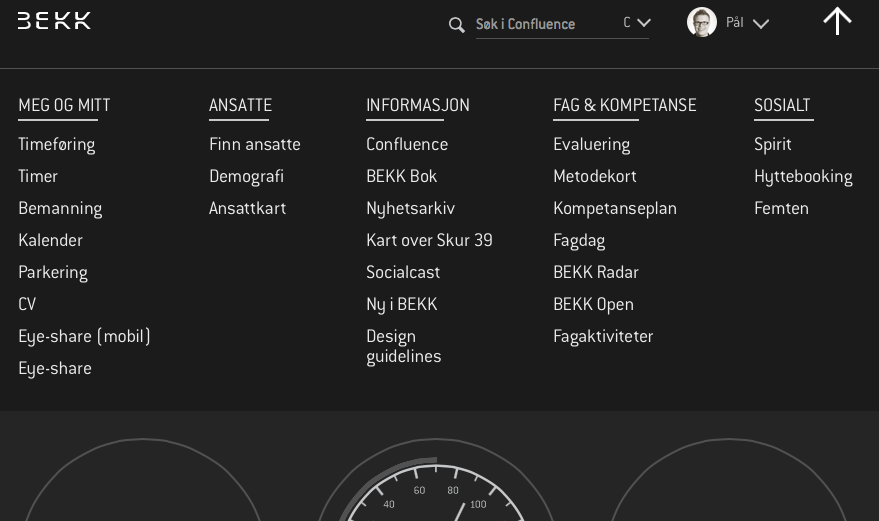 BEKK
Søk i Confluence
C
Pål
MEG OG MITT
Timeføring
Timer
Bemanning
Kalender
Parkering
CV
Eye-share (mobil)
Eye-share
ANSATTE
Finn ansatte
Demografi
Ansattkart
INFORMASJON
Confluence
BEKK Bok
Nyhetsarkiv
Kart over Skur 39
Socialcast
Ny i BEKK
Design
guidelines
FAG & KOMPETANSE
Evaluering
Metodekort
Kompetanseplan
Fagdag
BEKK Radar
BEKK Open
Fagaktiviteter
SOSIALT
Spirit
Hyttebooking
Femten
40 60 80 100